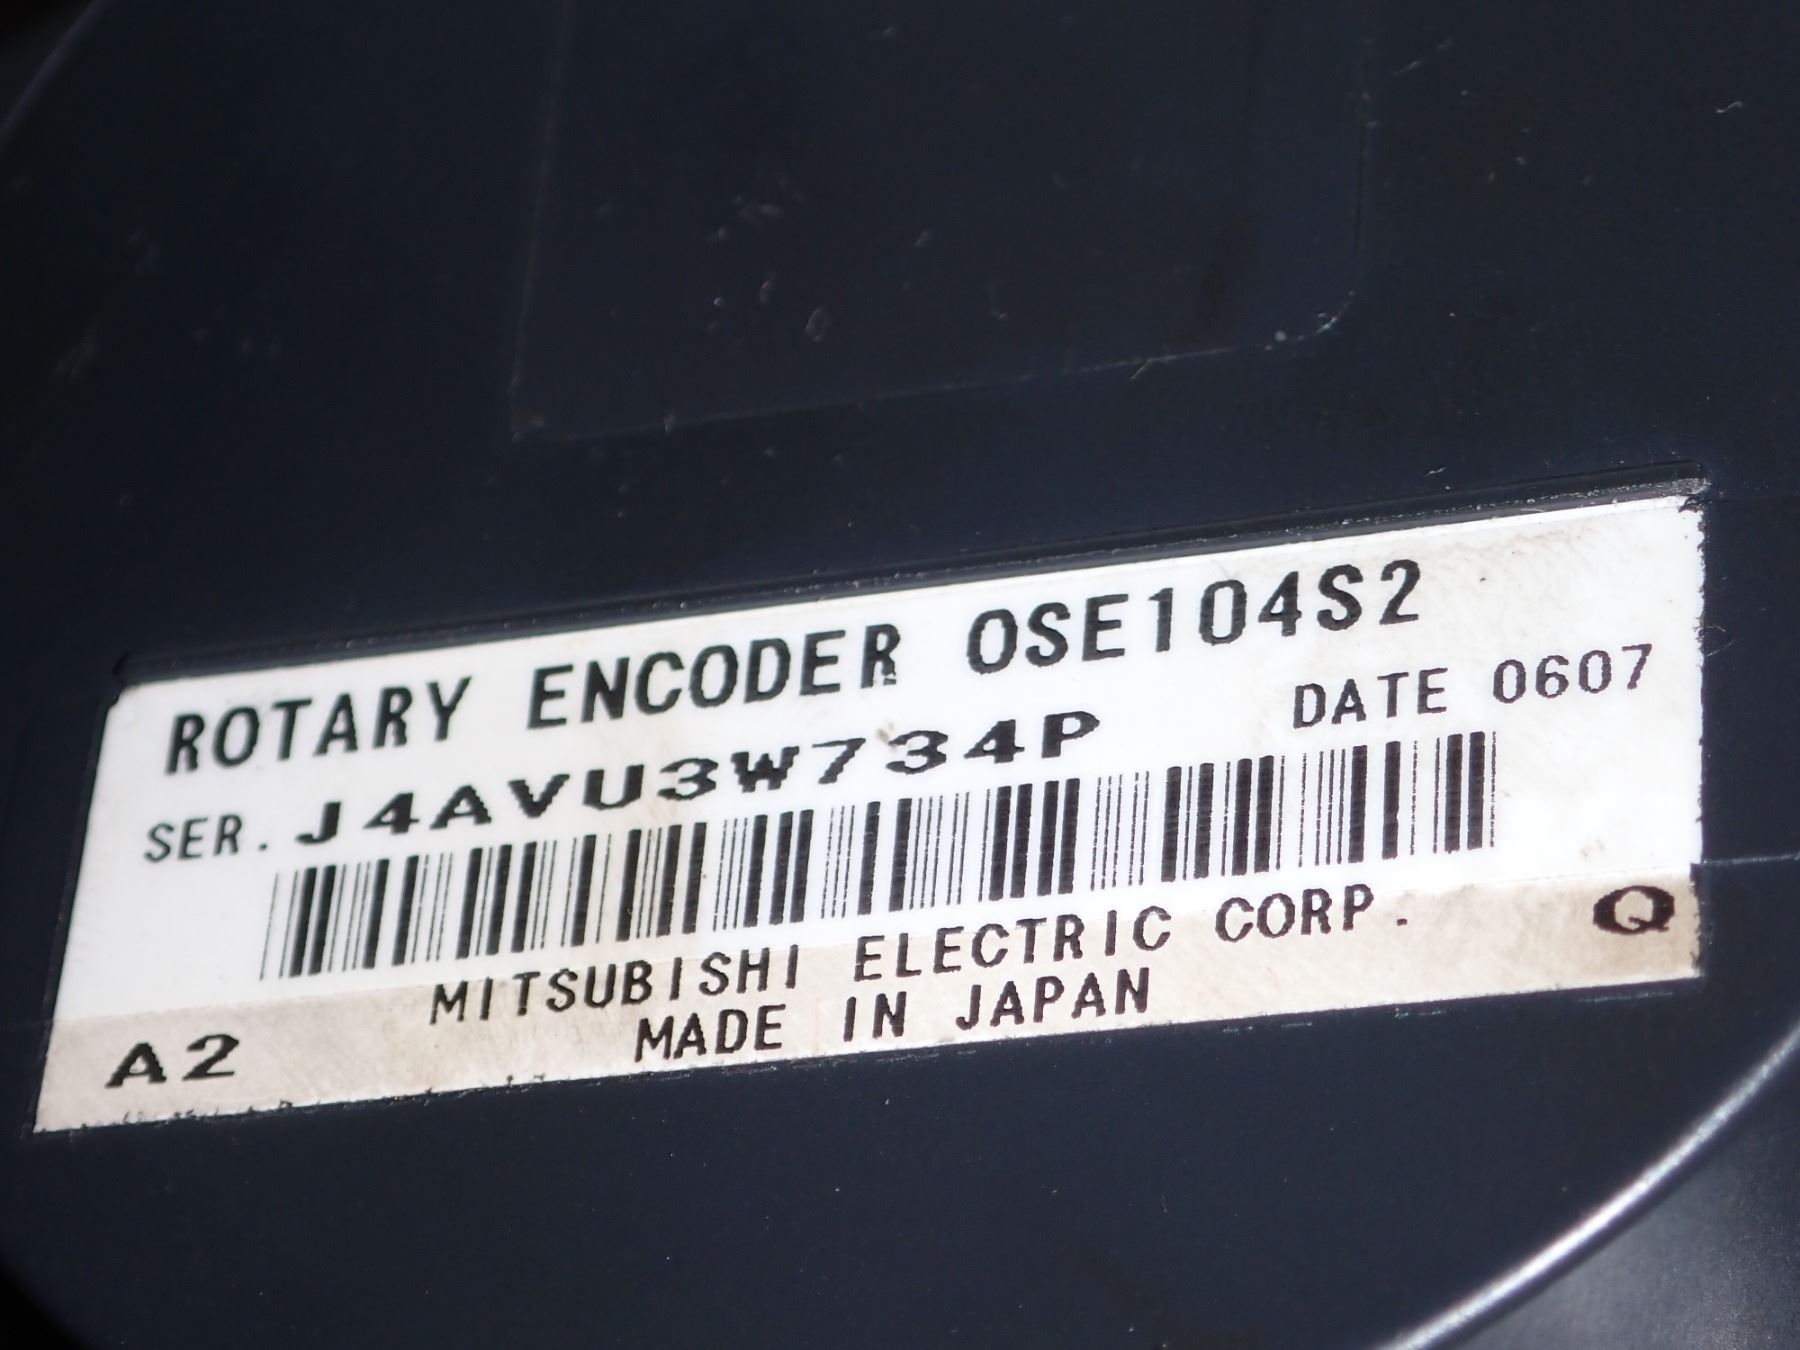 ROTARY ENCODER OSE104S2
DATE 0607
SER. J4AVU3W734P
MITSUBISHI ELECTRIC CORP.
MADE IN JAPAN
A2
Q